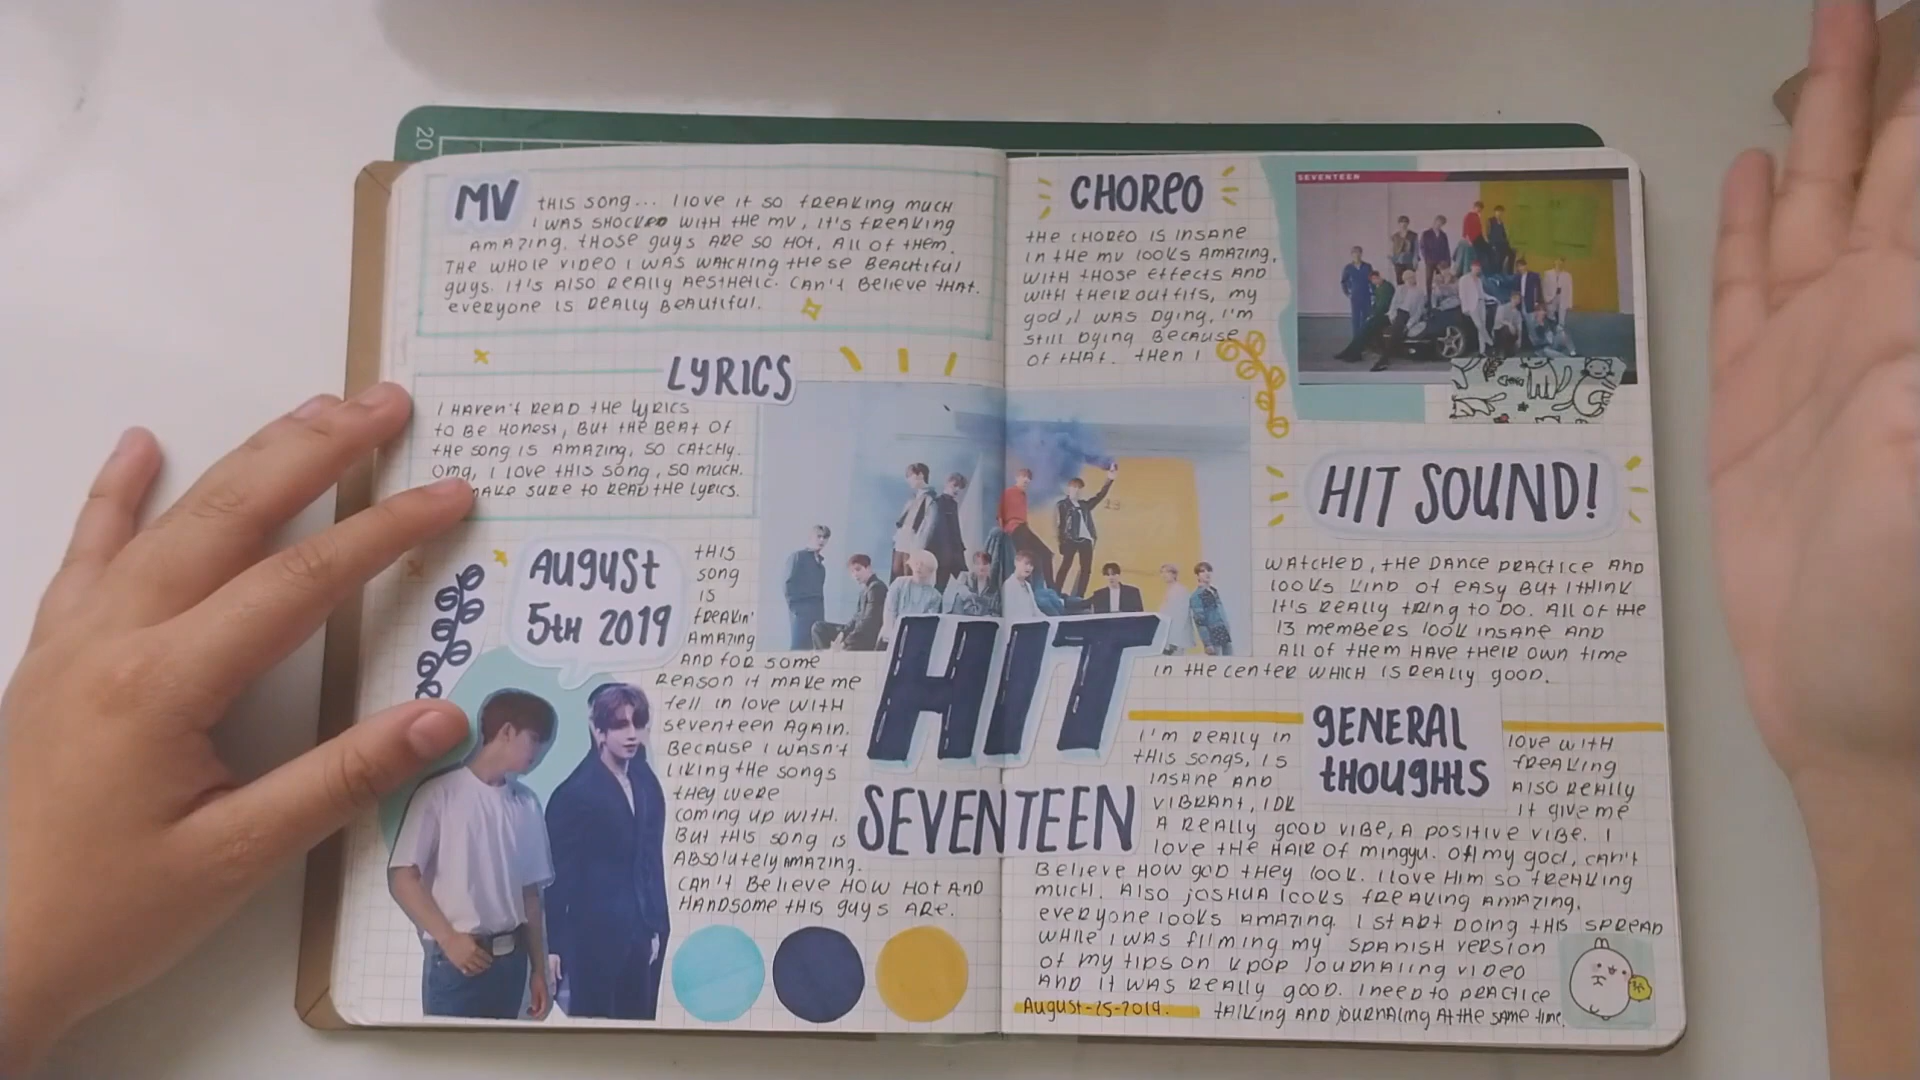 20
MV
THIS SONG... I LOVE IT SO FREAKING MUCH
I WAS SHOCKED WITH THE MV, IT'S FREAKING
AMAZING. THOSE GUYS ARE SO HOT, ALL OF THEM.
THE WHOLE VIDEO I WAS WATCHING THESE BEAUTIFUL
GUYS. IT'S ALSO REALLY AESTHETIC. CAN'T BELIEVE THAT.
EVERYONE IS REALLY BEAUTIFUL.
LYRICS
I HAVEN'T READ THE LYRICS
TO BE HONEST, BUT THE BEAT OF
THE SONG IS AMAZING, SO CATCHY.
OMG, I LOVE THIS SONG, SO MUCH.
MAKE SURE TO READ THE LYRICS.
AUGUST
5TH 2019
THIS
SONG
IS
FREAKIN'
AMAZING
AND FOR SOME
REASON IT MAKE ME
FELL IN LOVE WITH
SEVENTEEN AGAIN.
BECAUSE I WASN'T
LIKING THE SONGS
THEY WERE
COMING UP WITH.
BUT THIS SONG IS
ABSOLUTELY AMAZING.
CAN'T BELIEVE HOW HOT AND
HANDSOME THIS GUYS ARE.
HIT
SEVENTEEN
CHOREO
THE CHOREO IS INSANE
IN THE MV LOOKS AMAZING,
WITH THOSE EFFECTS AND
WITH THEIR OUTFITS, MY
GOD, I WAS DYING, I'M
STILL DYING BECAUSE
OF THAT. THEN I
SEVENTEEN
HIT SOUND!
WATCHED, THE DANCE PRACTICE AND
LOOKS KIND OF EASY BUT I THINK
IT'S REALLY TRING TO DO. ALL OF THE
13 MEMBERS LOOK INSANE AND
ALL OF THEM HAVE THEIR OWN TIME
IN THE CENTER WHICH IS REALLY GOOD.
GENERAL
THOUGHTS
I'M REALLY IN LOVE WITH
THIS SONGS, IS FREAKING
INSANE AND ALSO REALLY
VIBRANT, IDK IT GIVE ME
A REALLY GOOD VIBE, A POSITIVE VIBE. I
LOVE THE HAIR OF MINGYU. OH MY GOD, CAN'T
BELIEVE HOW GOD THEY LOOK. I LOVE HIM SO FREAKING
MUCH. ALSO JOSHUA LOOKS FREAKING AMAZING.
EVERYONE LOOKS AMAZING. I START DOING THIS SPREAD
WHILE I WAS FILMING MY SPANISH VERSION
OF MY TIPS ON KPOP JOURNALING VIDEO
AND IT WAS REALLY GOOD. I NEED TO PRACTICE
AUGUST-25-2019. TALKING AND JOURNALING AT THE SAME TIME.